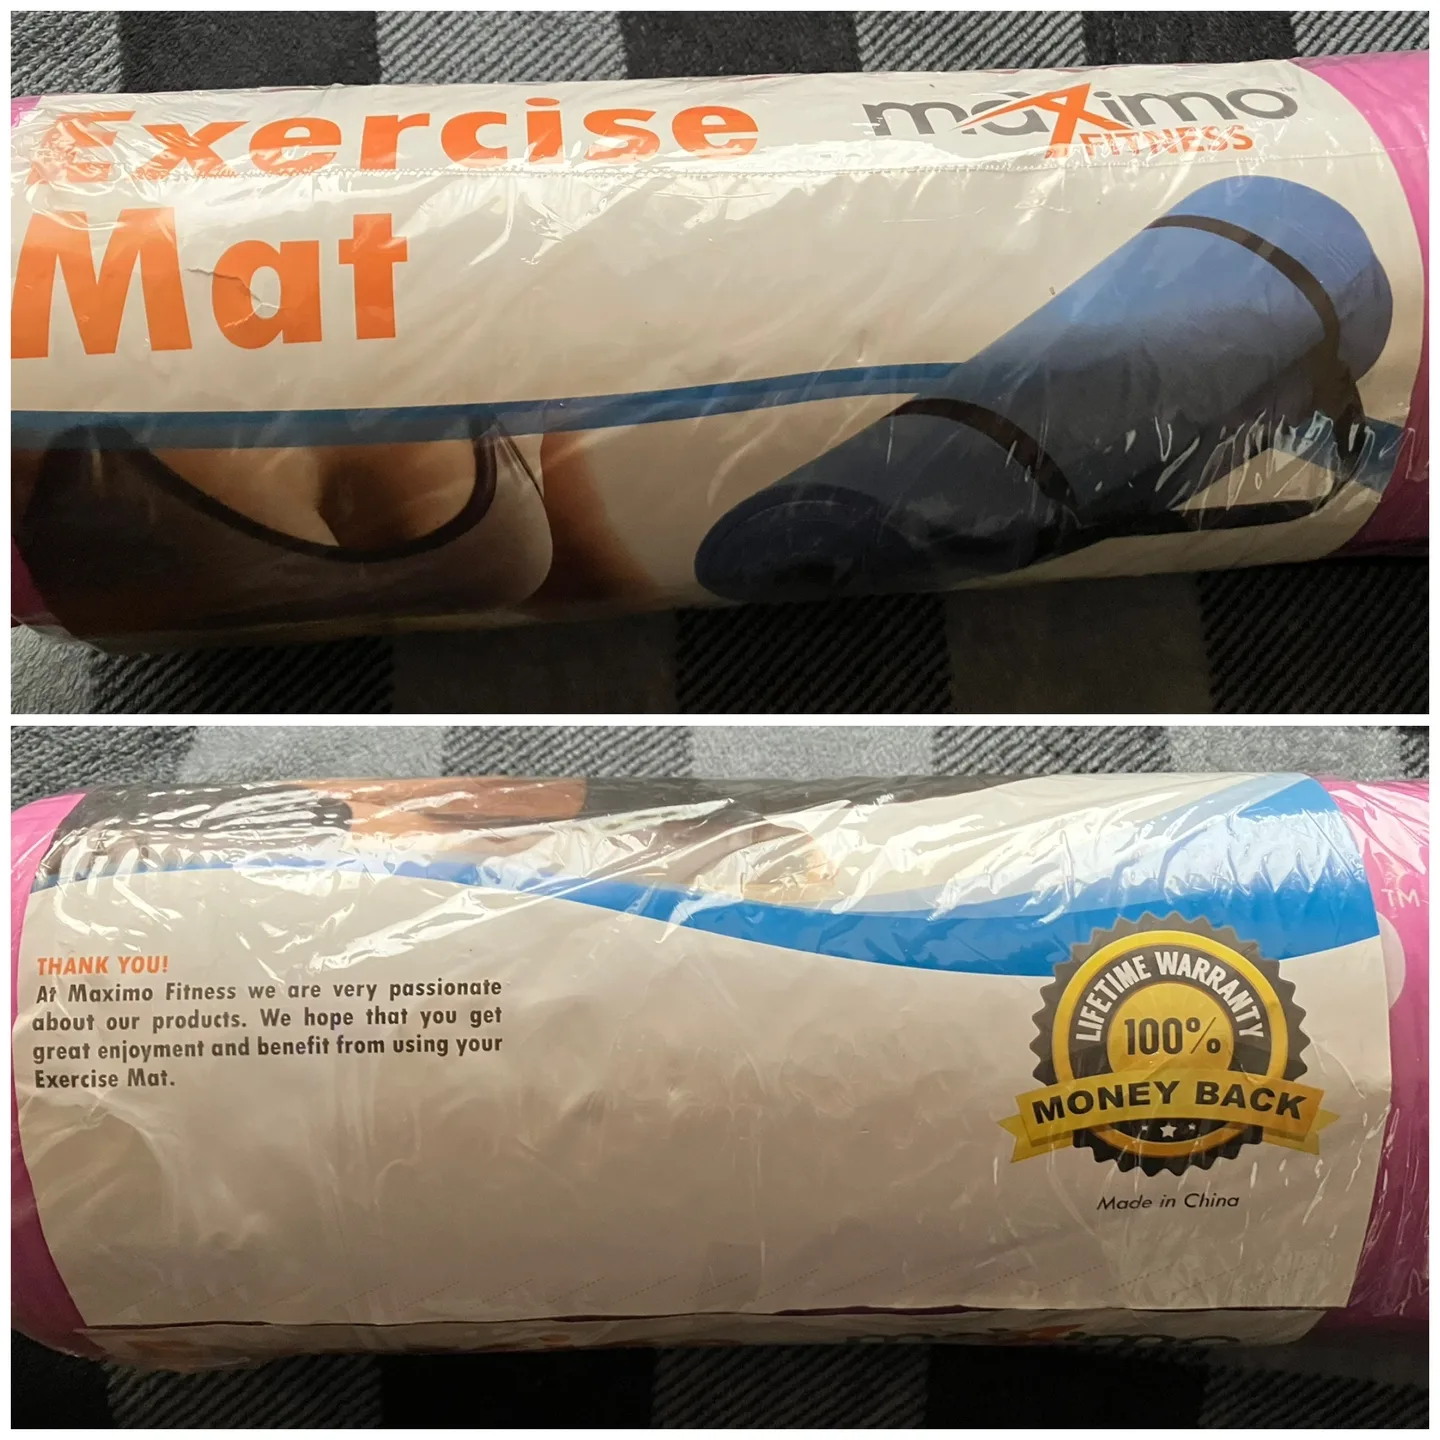 Exercise
Mat
maximo
FITNESS
THANK YOU!
At Maximo Fitness we are very passionate
about our products. We hope that you get
great enjoyment and benefit from using your
Exercise Mat.
TM
LIFETIME WARRANTY
100%
MONEY BACK
Made in China
maximo